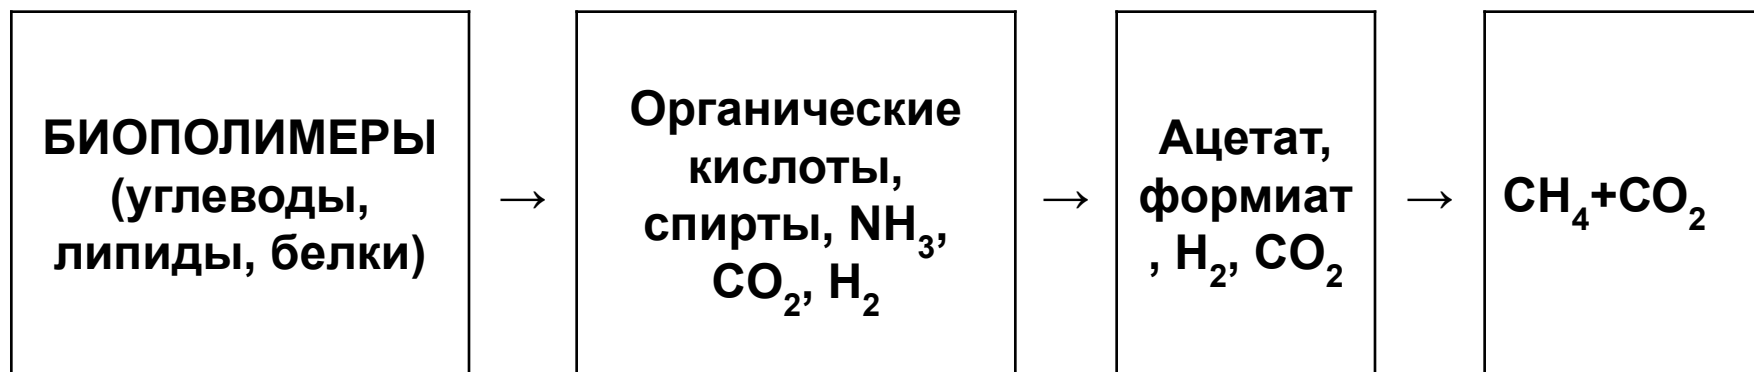 БИОПОЛИМЕРЫ
(углеводы,
липиды, белки)
→
Органические
кислоты,
спирты, NH₃,
CO₂, H₂
→
Ацетат,
формиат
, H₂, CO₂
→
CH₄+CO₂